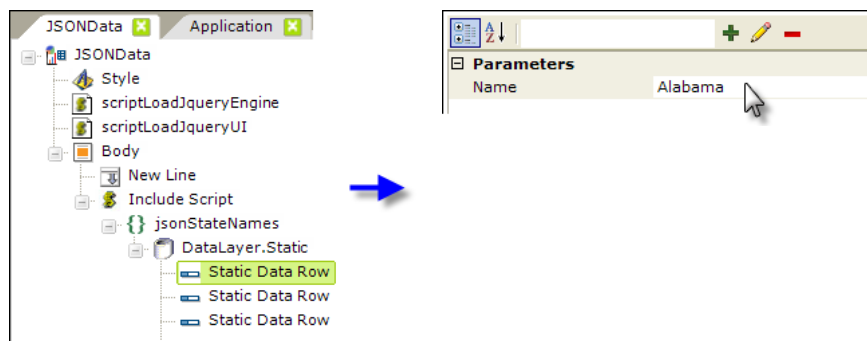 JSONData
Application
JSONData
Style
scriptLoadJqueryEngine
scriptLoadJqueryUI
Body
New Line
Include Script
jsonStateNames
DataLayer.Static
Static Data Row
Static Data Row
Static Data Row
Parameters
Name Alabama